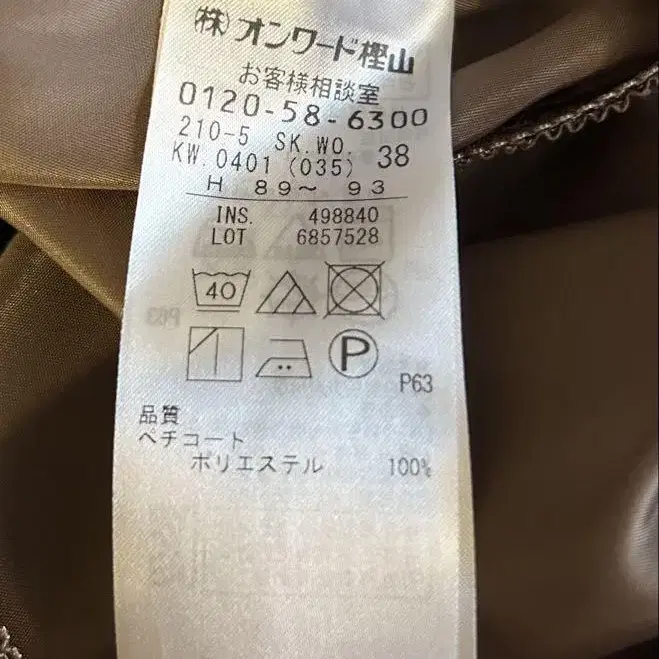 ㈱オンワード樫山
お客様相談室
0120-58-6300
210-5 SK.WO.
KW.0401 (035) 38
H 89〜 93
INS. 498840
LOT 6857528
40
P
P63
品質
ペチコート
ポリエステル 100%